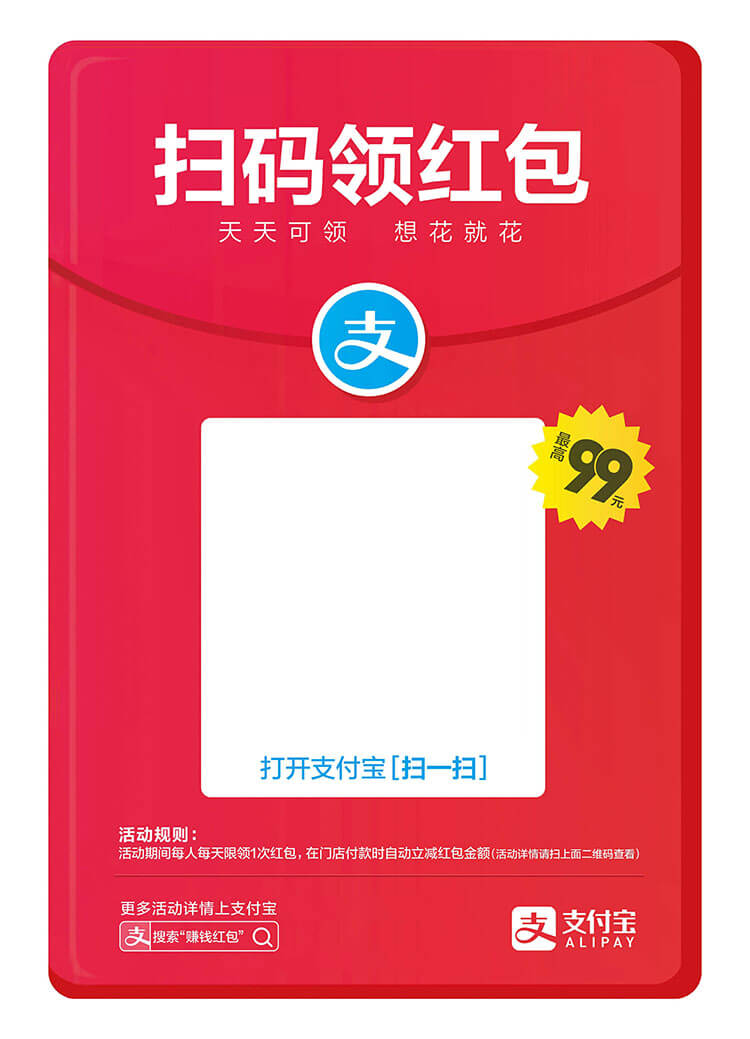 扫码领红包
天天可领 想花就花
支
最高99元
打开支付宝[扫一扫]
活动规则：
活动期间每人每天限领1次红包，在门店付款时自动立减红包金额(活动详情请扫上面二维码查看)
更多活动详情上支付宝
支 搜索“赚钱红包”
支 支付宝
ALIPAY